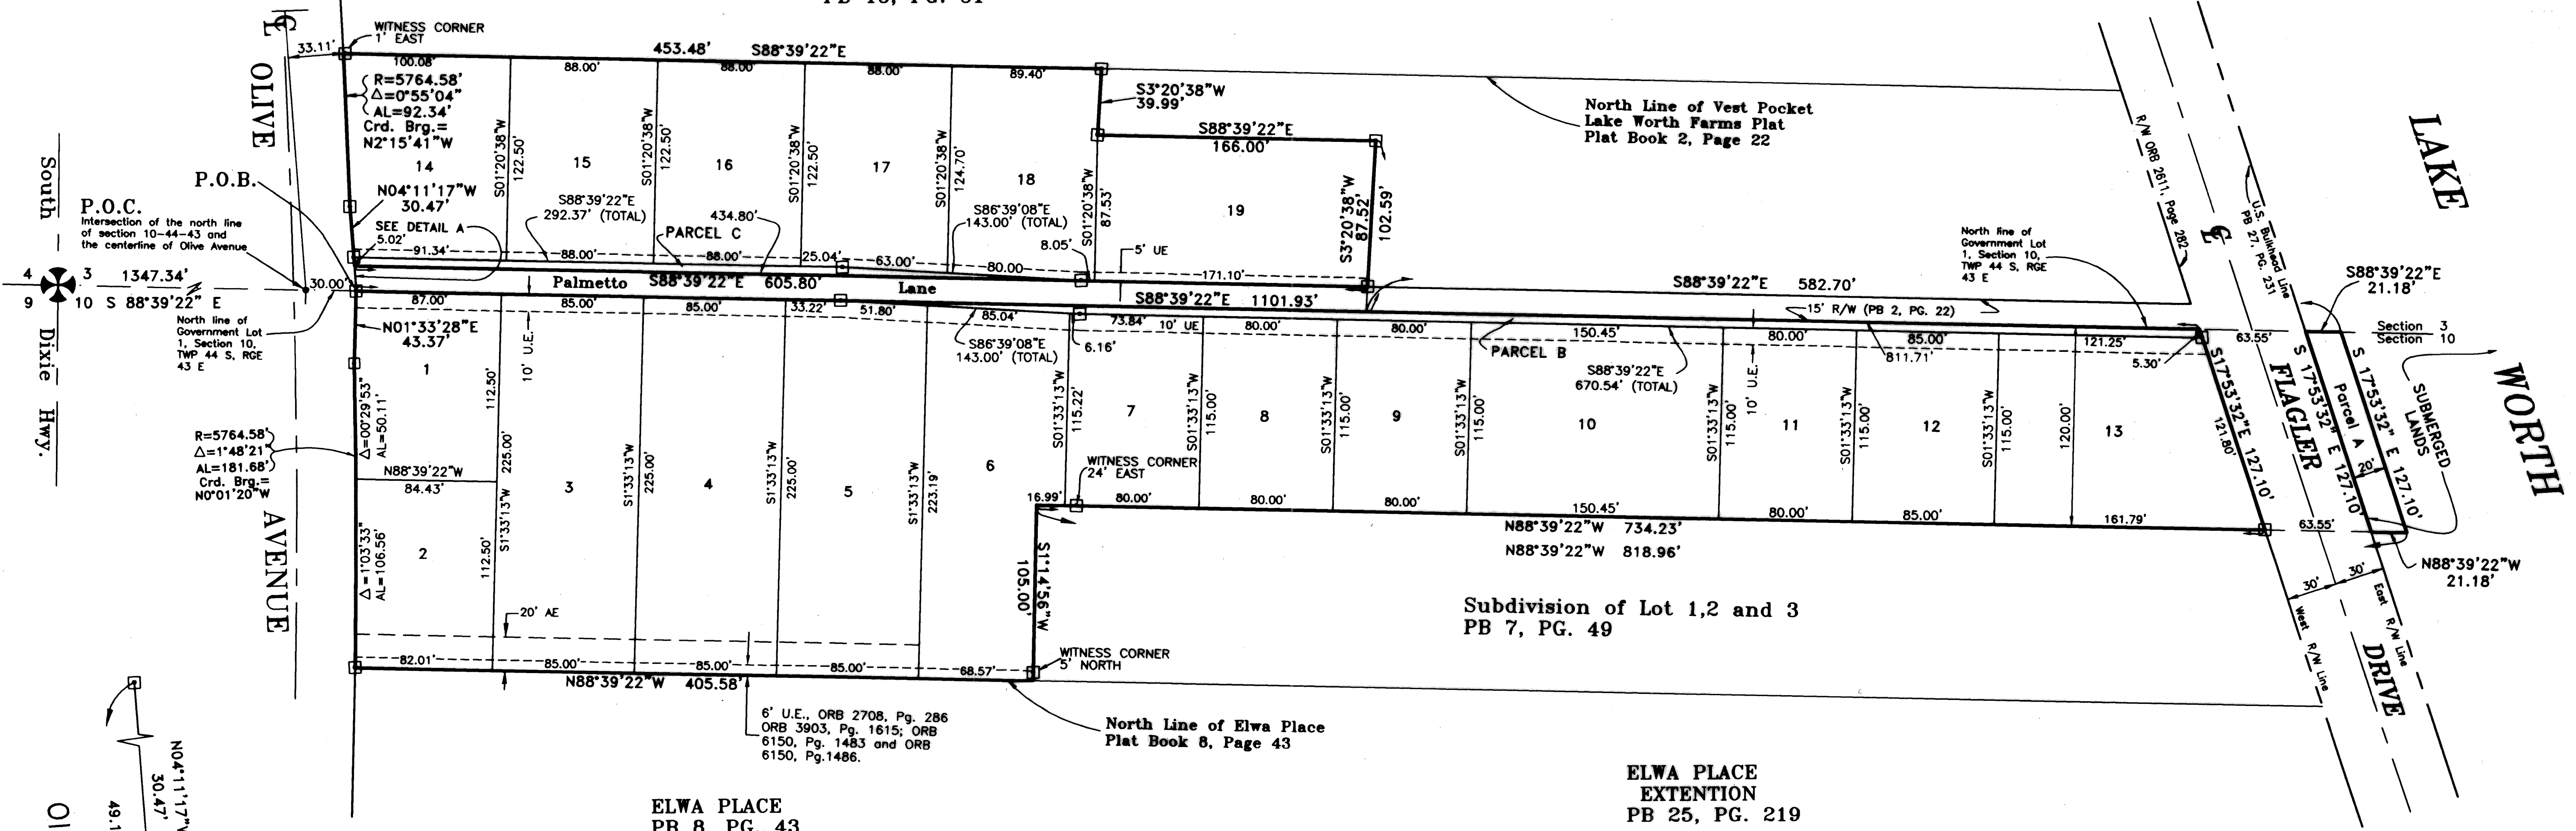 WITNESS CORNER
1' EAST
33.11'
453.48' S88°39'22"E
100.08'
88.00'
88.00'
88.00'
89.40'
R=5764.58'
Δ=0°55'04"
AL=92.34'
Crd. Brg.=
N2°15'41"W
14
N04°11'17"W
30.47'
SEE DETAIL A
5.02'
S01°20'38"W
122.50'
15
S01°20'38"W
122.50'
16
S01°20'38"W
122.50'
17
S01°20'38"W
124.70'
18
S01°20'38"W
87.53'
S3°20'38"W
39.99'
S88°39'22"E
166.00'
19
S3°20'38"W
87.52'
102.59'
North Line of Vest Pocket
Lake Worth Farms Plat
Plat Book 2, Page 22
S88°39'22"E
292.37' (TOTAL)
434.80'
PARCEL C
S86°39'08"E
143.00' (TOTAL)
8.05'
5' UE
91.34'
88.00'
88.00'
25.04'
63.00'
80.00
171.10'
OLIVE
AVENUE
South
Dixie Hwy.
P.O.B.
P.O.C.
Intersection of the north line
of section 10-44-43 and
the centerline of Olive Avenue
4 3
9 10
1347.34'
S 88°39'22" E
30.00'
North line of
Government Lot
1, Section 10,
TWP 44 S, RGE
43 E
Palmetto S88°39'22"E 605.80' Lane
S88°39'22"E 1101.93'
S88°39'22"E 582.70'
15' R/W (PB 2, PG. 22)
North line of
Government Lot
1, Section 10,
TWP 44 S, RGE
43 E
87.00'
85.00'
85.00'
33.22'
51.80'
85.04'
73.84'
10' UE
80.00'
80.00'
150.45'
80.00'
85.00'
121.25'
N01°33'28"E
43.37'
10' U.E.
S86°39'08"E
143.00' (TOTAL)
6.16'
PARCEL B
S88°39'22"E
670.54' (TOTAL)
811.71'
10' U.E.
5.30'
1
Δ=00°29'53"
AL=50.11'
112.50'
N88°39'22"W
84.43'
R=5764.58'
Δ=1°48'21"
AL=181.68'
Crd. Brg.=
N0°01'20"W
2
Δ=1°03'33"
AL=106.56'
112.50'
S1°33'13"W
225.00'
3
S1°33'13"W
225.00'
4
S1°33'13"W
225.00'
5
S1°33'13"W
223.19'
6
S01°33'13"W
115.22'
7
S01°33'13"W
115.00'
8
S01°33'13"W
115.00'
9
S01°33'13"W
115.00'
10
S01°33'13"W
115.00'
11
S01°33'13"W
115.00'
12
S01°33'13"W
115.00'
120.00'
13
S17°53'32"E 127.10'
121.80'
WITNESS CORNER
24' EAST
16.99'
80.00'
80.00'
80.00'
150.45'
80.00'
85.00'
161.79'
N88°39'22"W 734.23'
N88°39'22"W 818.96'
S1°14'56"W
105.00'
20' AE
82.01'
85.00'
85.00'
85.00'
68.57'
WITNESS CORNER
5' NORTH
N88°39'22"W 405.58'
6' U.E., ORB 2708, Pg. 286
ORB 3903, Pg. 1615; ORB
6150, Pg. 1483 and ORB
6150, Pg.1486.
North Line of Elwa Place
Plat Book 8, Page 43
Subdivision of Lot 1,2 and 3
PB 7, PG. 49
ELWA PLACE
PB 8, PG. 43
ELWA PLACE
EXTENTION
PB 25, PG. 219
R/W ORB 2611, Page 282
U.S. Bulkhead Line
PB 27, PG. 231
LAKE
WORTH
S88°39'22"E
21.18'
Section 3
Section 10
63.55'
S 17°53'32" E 127.10'
Parcel A
S 17°53'32" E 127.10'
20'
SUBMERGED
LANDS
FLAGLER
DRIVE
63.55'
N88°39'22"W
21.18'
30'
30'
West R/W Line
East R/W Line
N04°11'17"W
30.47'